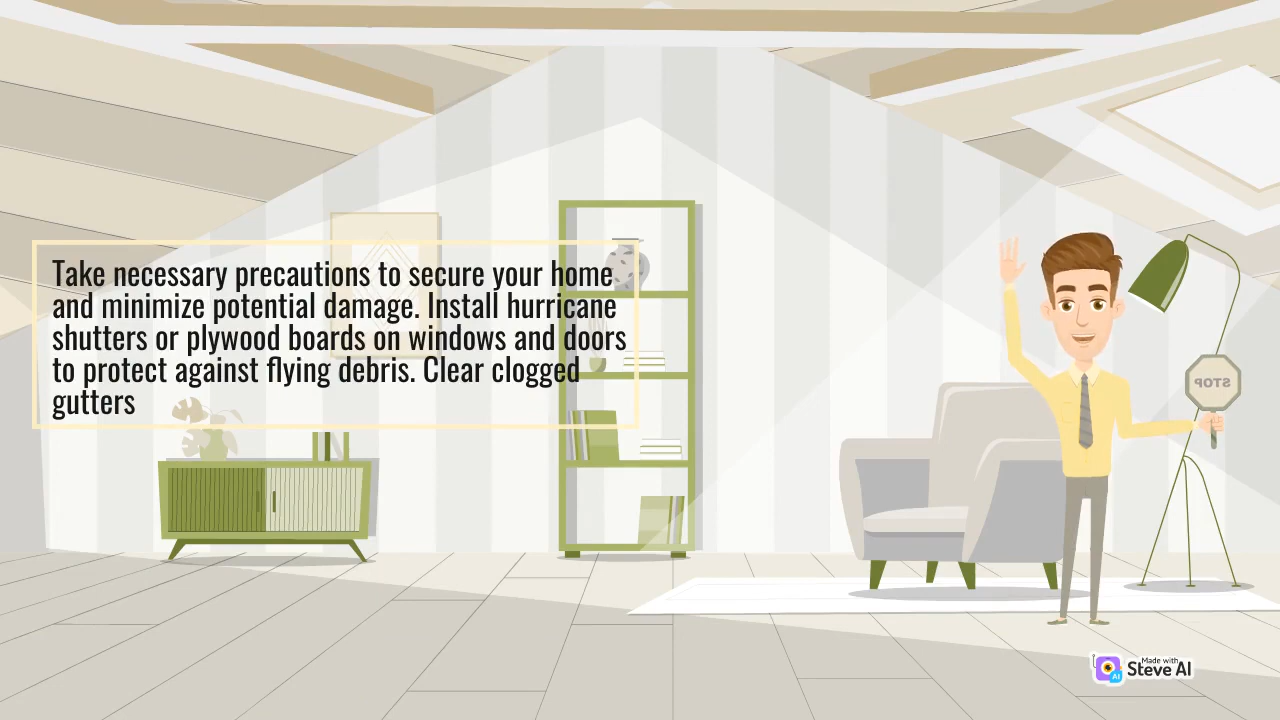 Take necessary precautions to secure your home
and minimize potential damage. Install hurricane
shutters or plywood boards on windows and doors
to protect against flying debris. Clear clogged
gutters
STOP
Made with
Steve AI
AI